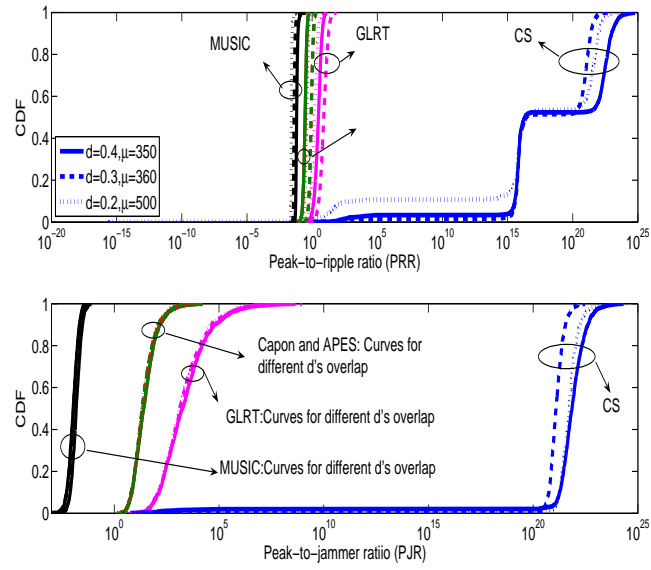 1
0.8
0.6
0.4
0.2
0
CDF
MUSIC
GLRT
CS
d=0.4,μ=350
d=0.3,μ=360
d=0.2,μ=500
10^−20 10^−15 10^−10 10^−5 10^0 10^5 10^10 10^15 10^20 10^25
Peak−to−ripple ratio (PRR)
1
0.8
0.6
0.4
0.2
0
CDF
Capon and APES: Curves for
different d's overlap
GLRT:Curves for different d's overlap
MUSIC:Curves for different d's overlap
CS
10^0 10^5 10^10 10^15 10^20 10^25
Peak−to−jammer ratiio (PJR)